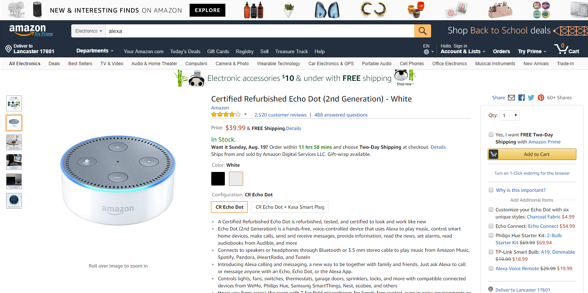 NEW & INTERESTING FINDS ON AMAZON EXPLORE
amazon
Try Prime
Electronics
alexa
Shop Back to School deals
Deliver to
Lancaster 17601
Departments Your Amazon.com Today's Deals Gift Cards Registry Sell Treasure Truck Help
EN
Hello, Sign in
Account & Lists Orders Try Prime 0 Cart
All Electronics Deals Best Sellers TV & Video Audio & Home Theater Computers Camera & Photo Wearable Technology Car Electronics & GPS Portable Audio Cell Phones Office Electronics Musical Instruments New Arrivals Trade-In
Electronic accessories $10 & under with FREE shipping
Shop now
Certified Refurbished Echo Dot (2nd Generation) - White
Amazon
2,520 customer reviews | 488 answered questions
Price: $39.99 & FREE Shipping. Details
In Stock.
Want it Sunday, Aug. 19? Order within 11 hrs 58 mins and choose Two-Day Shipping at checkout. Details
Ships from and sold by Amazon Digital Services LLC. Gift-wrap available.
Color: White
Configuration: CR Echo Dot
CR Echo Dot CR Echo Dot + Kasa Smart Plug
A Certified Refurbished Echo Dot is refurbished, tested, and certified to look and work like new
Echo Dot (2nd Generation) is a hands-free, voice-controlled device that uses Alexa to play music, control smart
home devices, make calls, send and receive messages, provide information, read the news, set alarms, read
audiobooks from Audible, and more
Connects to speakers or headphones through Bluetooth or 3.5 mm stereo cable to play music from Amazon Music,
Spotify, Pandora, iHeartRadio, and TuneIn
Introducing Alexa calling and messaging, a new way to be together with family and friends. Just ask Alexa to call
or message anyone with an Echo, Echo Dot, or the Alexa App.
Controls lights, fans, switches, thermostats, garage doors, sprinklers, locks, and more with compatible connected
devices from WeMo, Philips Hue, Samsung SmartThings, Nest, ecobee, and others
amazon
Roll over image to zoom in
Share 60+ Shares
Qty: 1
Yes, I want FREE Two-Day
Shipping with Amazon Prime
Add to Cart
Turn on 1-Click ordering for this browser
Why is this important?
Add Additional Items
Customize your Echo Dot with six
unique styles: Charcoal Fabric $4.99
Echo Connect: Echo Connect $34.99
Philips Hue Starter Kit: 2-Bulb
Starter Kit $69.99 $69.94
TP-Link Smart Bulb: A19, Dimmable
$19.99 $18.99
Alexa Voice Remote $29.99 $19.99
Deliver to Lancaster 17601